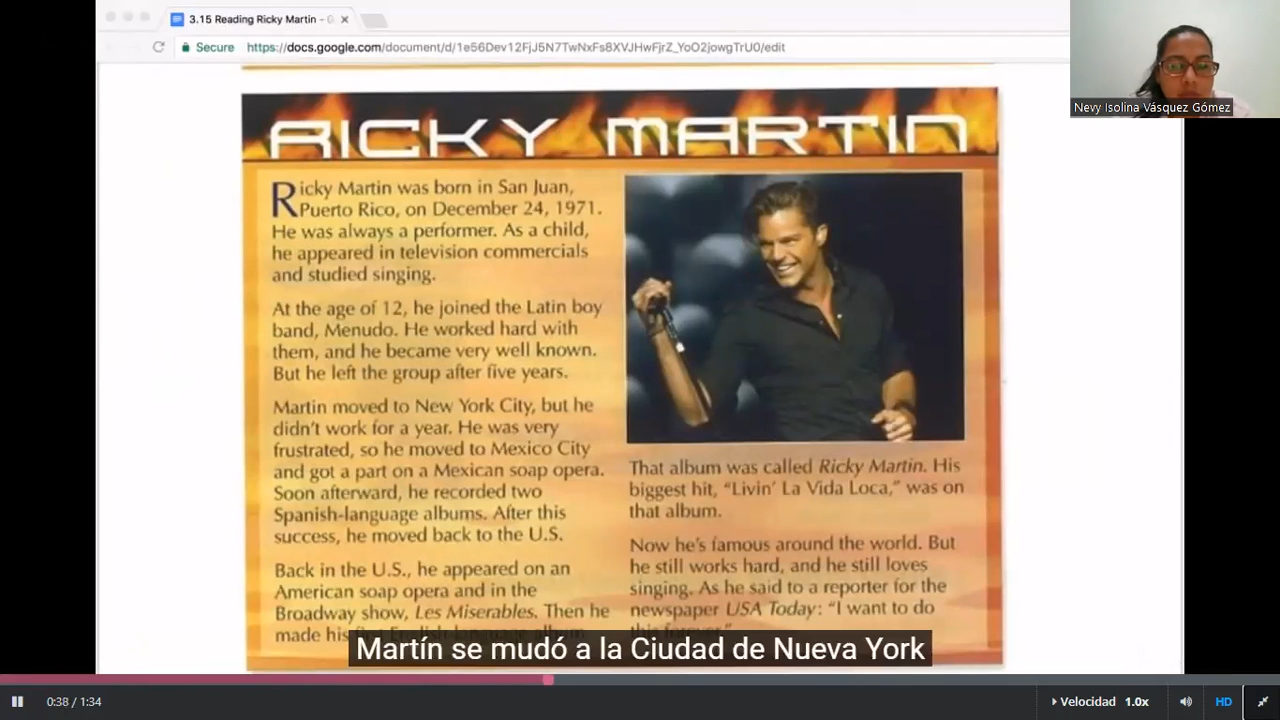 3.15 Reading Ricky Martin - G
Secure
https://docs.google.com/document/d/1e56Dev12FjJ5N7TwNxFs8XVJHwFjrZ_YoO2jowgTrU0/edit
Nevy Isolina Vásquez Gómez
RICKY MARTIN
Ricky Martin was born in San Juan,
Puerto Rico, on December 24, 1971.
He was always a performer. As a child,
he appeared in television commercials
and studied singing.
At the age of 12, he joined the Latin boy
band, Menudo. He worked hard with
them, and he became very well known.
But he left the group after five years.
Martin moved to New York City, but he
didn't work for a year. He was very
frustrated, so he moved to Mexico City
and got a part on a Mexican soap opera.
Soon afterward, he recorded two
Spanish-language albums. After this
success, he moved back to the U.S.
Back in the U.S., he appeared on an
American soap opera and in the
Broadway show, Les Miserables. Then he
made his first English-language album.
That album was called Ricky Martin. His
biggest hit, "Livin' La Vida Loca," was on
that album.
Now he's famous around the world. But
he still works hard, and he still loves
singing. As he said to a reporter for the
newspaper USA Today: "I want to do
this forever."
Martín se mudó a la Ciudad de Nueva York
0:38 / 1:34
Velocidad 1.0x
HD